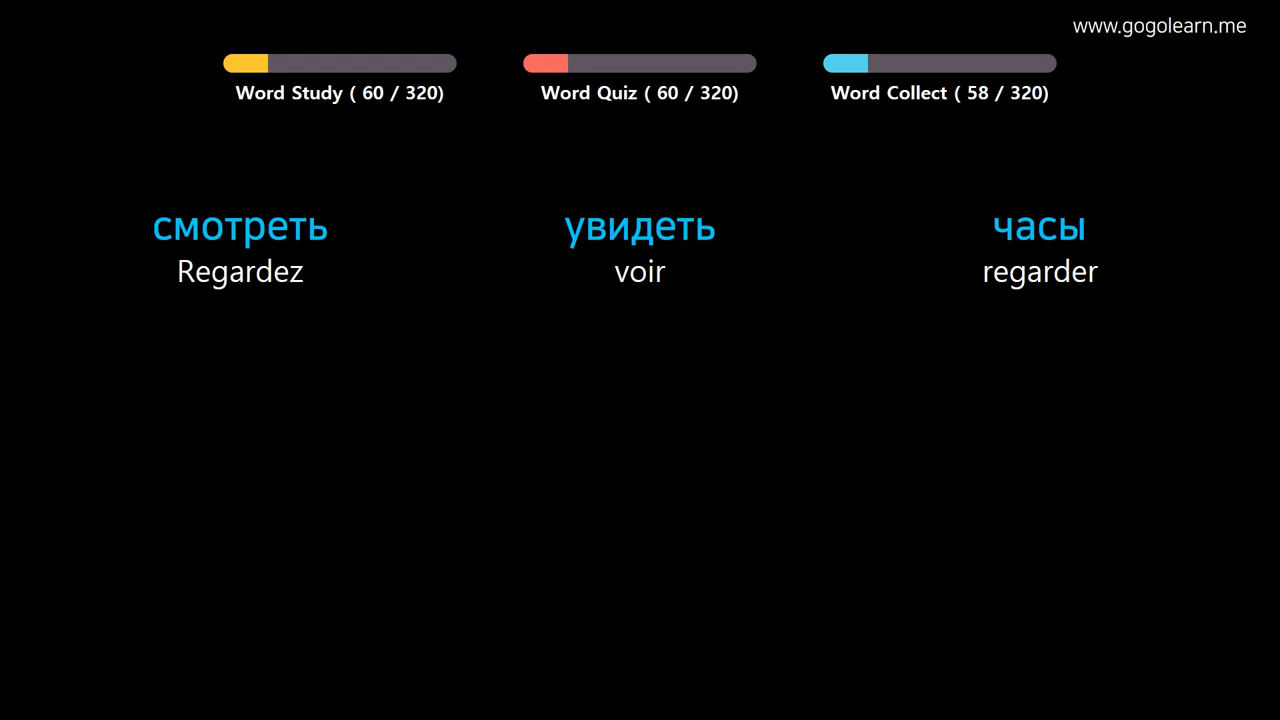 www.gogolearn.me
Word Study ( 60 / 320)
Word Quiz ( 60 / 320)
Word Collect ( 58 / 320)
смотреть
Regardez
увидеть
voir
часы
regarder